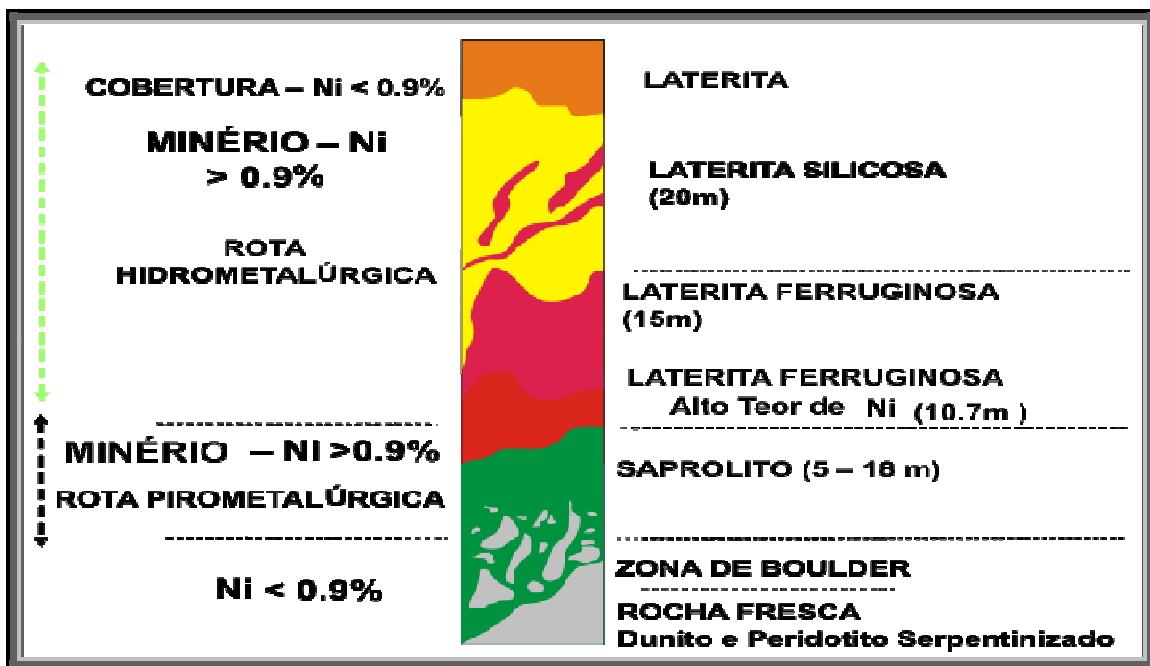 COBERTURA – Ni < 0.9%
MINÉRIO – Ni
> 0.9%
ROTA
HIDROMETALÚRGICA
MINÉRIO – Ni >0.9%
ROTA PIROMETALÚRGICA
Ni < 0.9%
LATERITA
LATERITA SILICOSA
(20m)
LATERITA FERRUGINOSA
(15m)
LATERITA FERRUGINOSA
Alto Teor de Ni (10.7m )
SAPROLITO (5 – 18 m)
ZONA DE BOULDER
ROCHA FRESCA
Dunito e Peridotito Serpentinizado